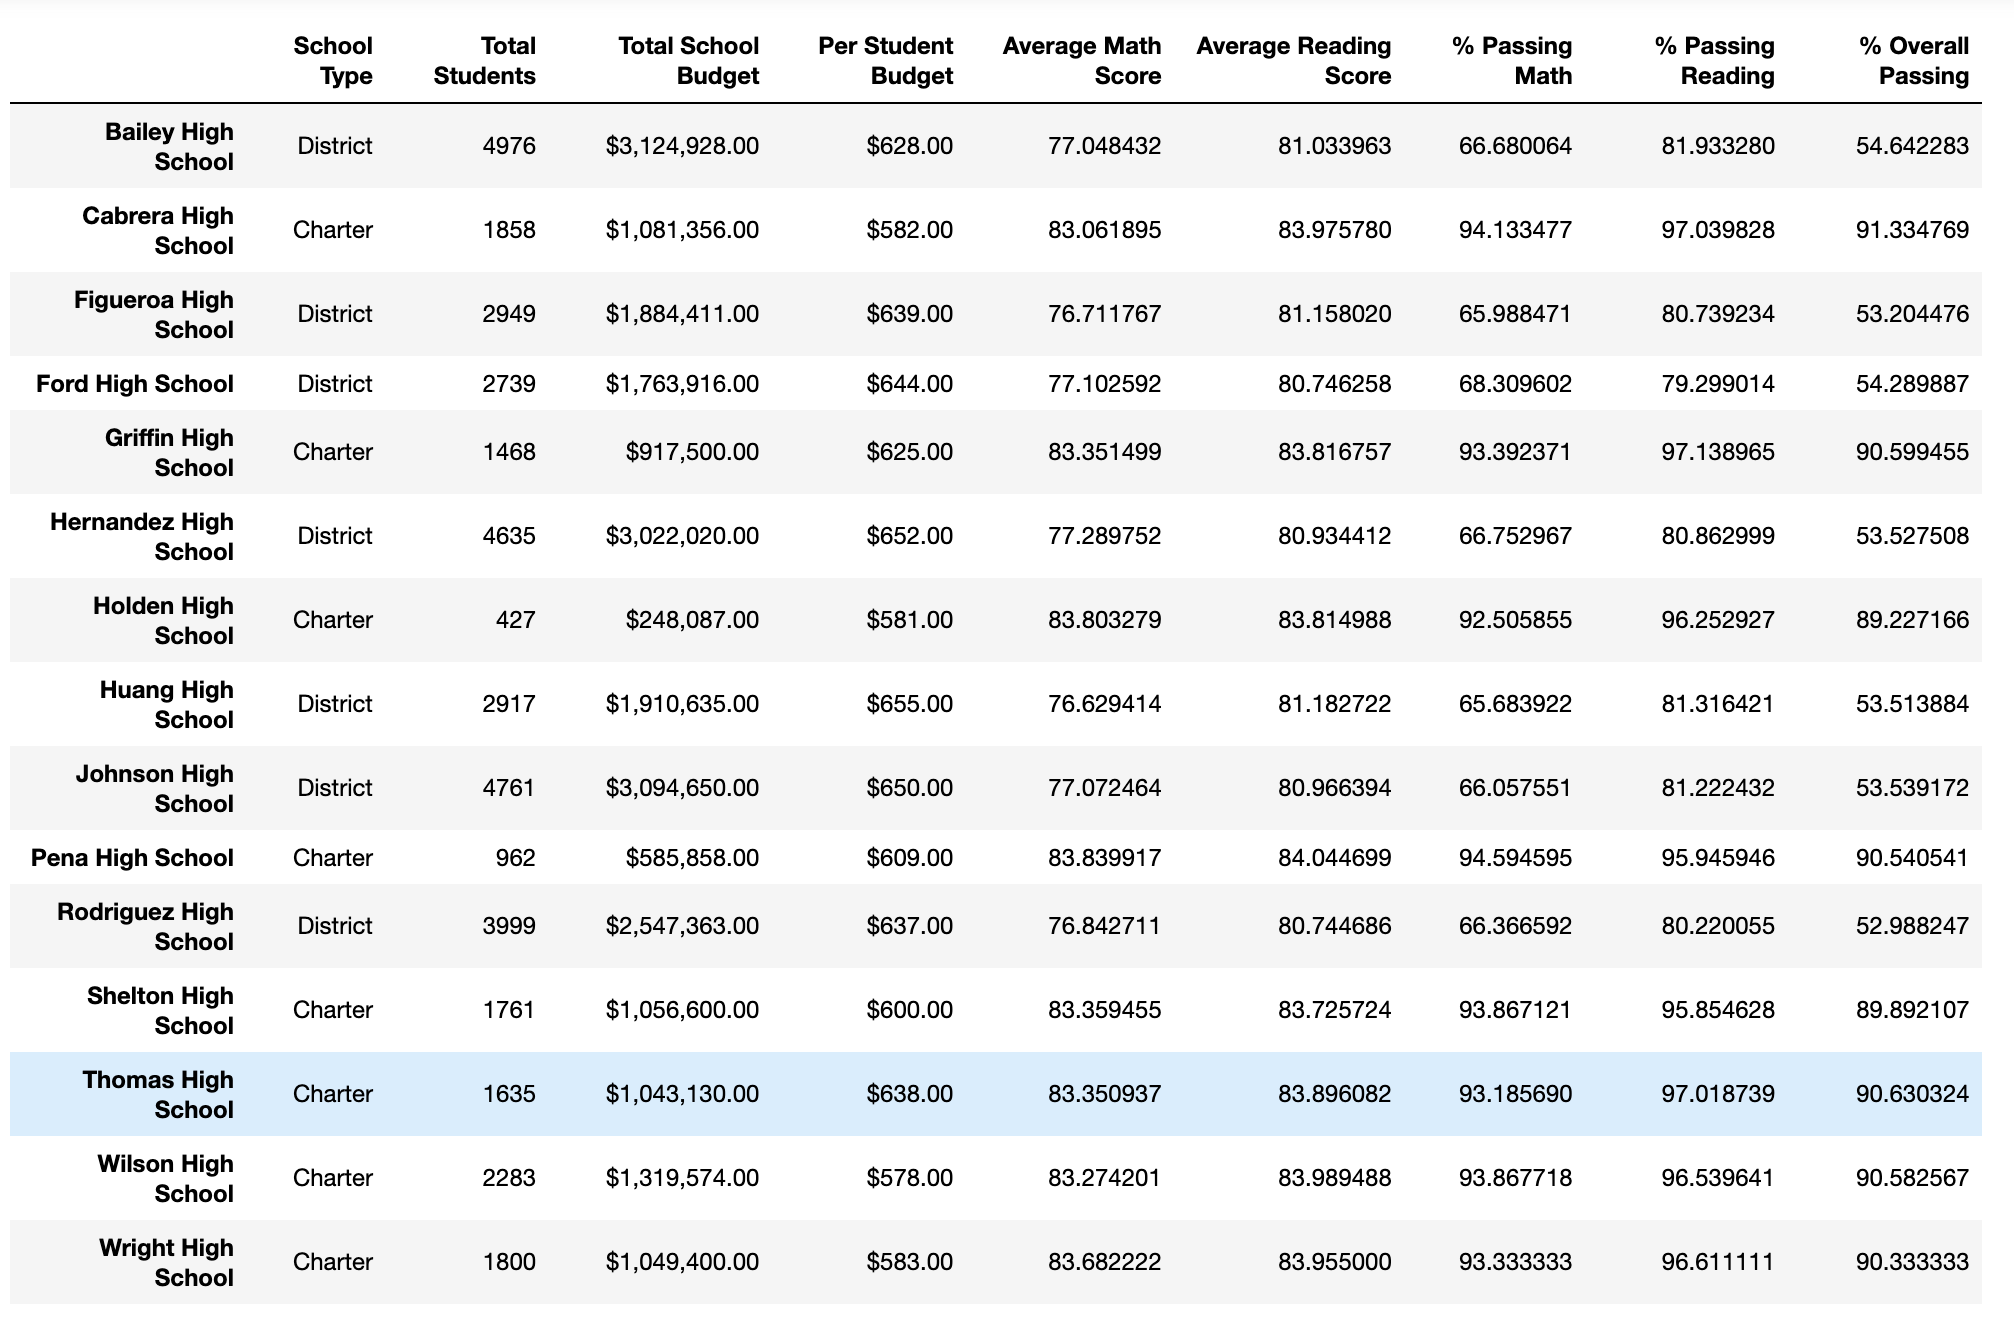 School Type Total Students Total School Budget Per Student Budget Average Math Score Average Reading Score % Passing Math % Passing Reading % Overall Passing
Bailey High School District 4976 $3,124,928.00 $628.00 77.048432 81.033963 66.680064 81.933280 54.642283
Cabrera High School Charter 1858 $1,081,356.00 $582.00 83.061895 83.975780 94.133477 97.039828 91.334769
Figueroa High School District 2949 $1,884,411.00 $639.00 76.711767 81.158020 65.988471 80.739234 53.204476
Ford High School District 2739 $1,763,916.00 $644.00 77.102592 80.746258 68.309602 79.299014 54.289887
Griffin High School Charter 1468 $917,500.00 $625.00 83.351499 83.816757 93.392371 97.138965 90.599455
Hernandez High School District 4635 $3,022,020.00 $652.00 77.289752 80.934412 66.752967 80.862999 53.527508
Holden High School Charter 427 $248,087.00 $581.00 83.803279 83.814988 92.505855 96.252927 89.227166
Huang High School District 2917 $1,910,635.00 $655.00 76.629414 81.182722 65.683922 81.316421 53.513884
Johnson High School District 4761 $3,094,650.00 $650.00 77.072464 80.966394 66.057551 81.222432 53.539172
Pena High School Charter 962 $585,858.00 $609.00 83.839917 84.044699 94.594595 95.945946 90.540541
Rodriguez High School District 3999 $2,547,363.00 $637.00 76.842711 80.744686 66.366592 80.220055 52.988247
Shelton High School Charter 1761 $1,056,600.00 $600.00 83.359455 83.725724 93.867121 95.854628 89.892107
Thomas High School Charter 1635 $1,043,130.00 $638.00 83.350937 83.896082 93.185690 97.018739 90.630324
Wilson High School Charter 2283 $1,319,574.00 $578.00 83.274201 83.989488 93.867718 96.539641 90.582567
Wright High School Charter 1800 $1,049,400.00 $583.00 83.682222 83.955000 93.333333 96.611111 90.333333